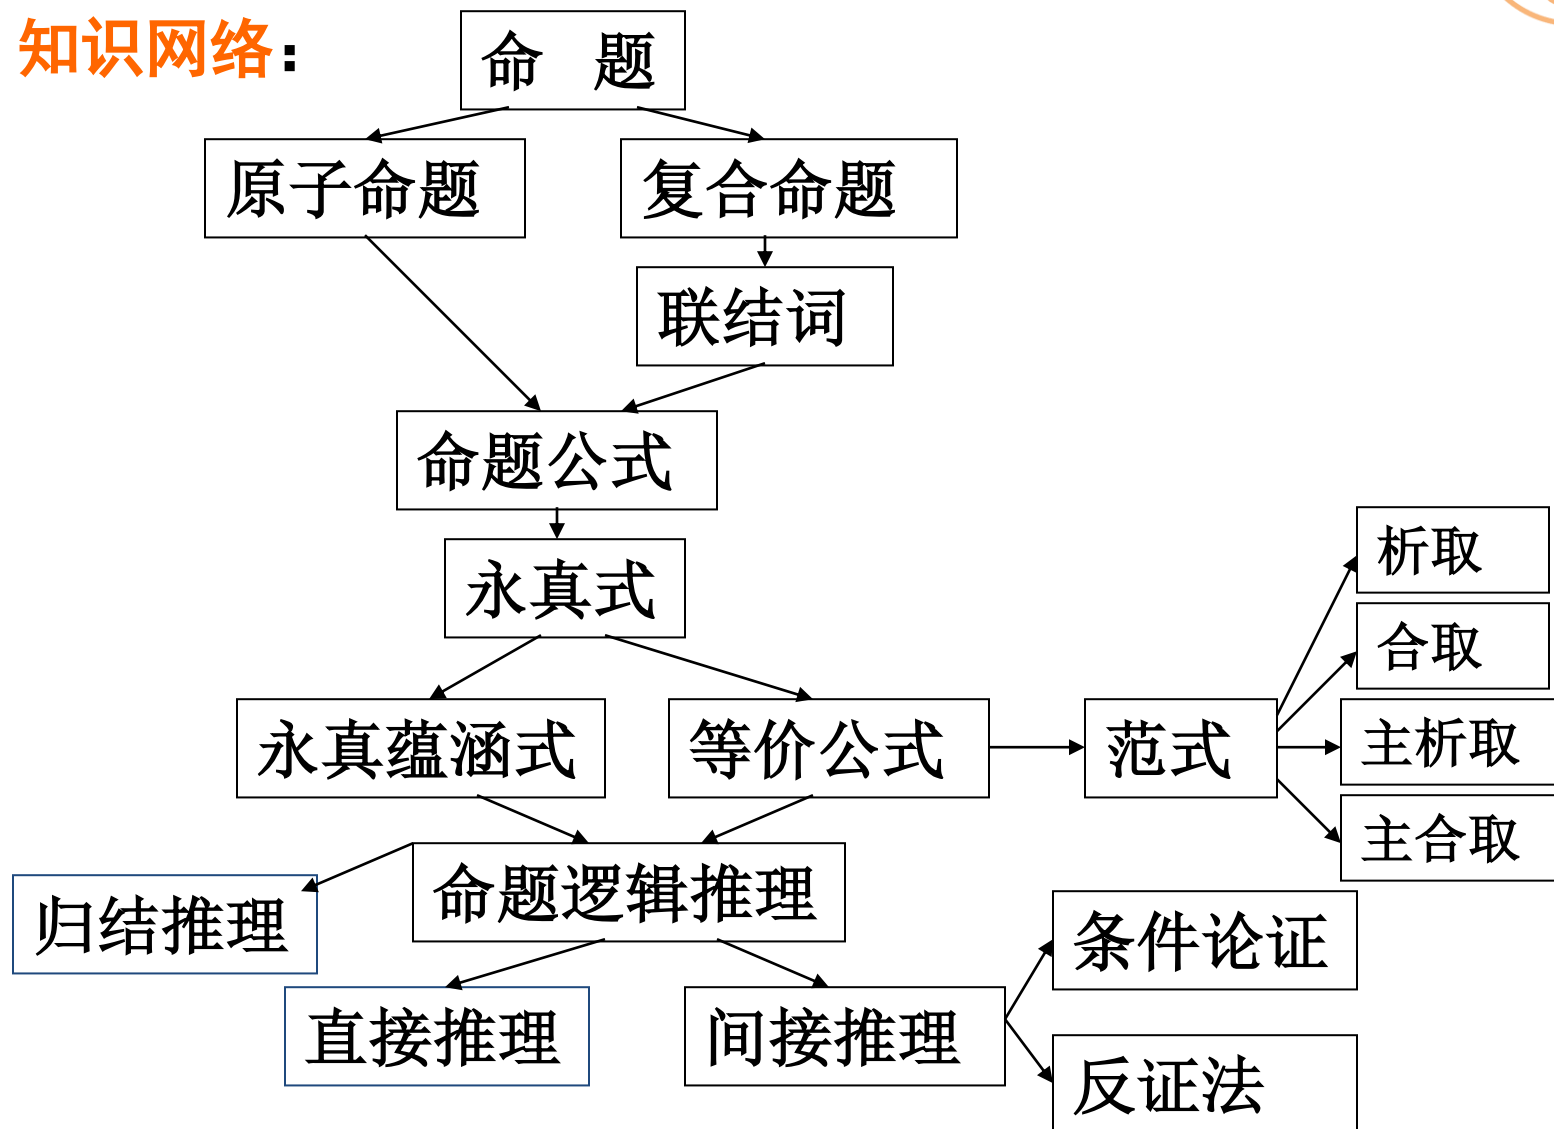 知识网络：
命 题
原子命题
复合命题
联结词
命题公式
永真式
永真蕴涵式
等价公式
范式
析取
合取
主析取
主合取
命题逻辑推理
归结推理
直接推理
间接推理
条件论证
反证法